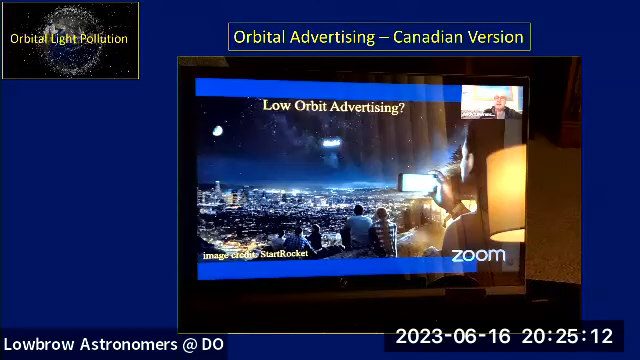 Orbital Light Pollution
Orbital Advertising – Canadian Version
Low Orbit Advertising?
image credit: StartRocket
zoom
Lowbrow Astronomers @ DO
2023-06-16 20:25:12